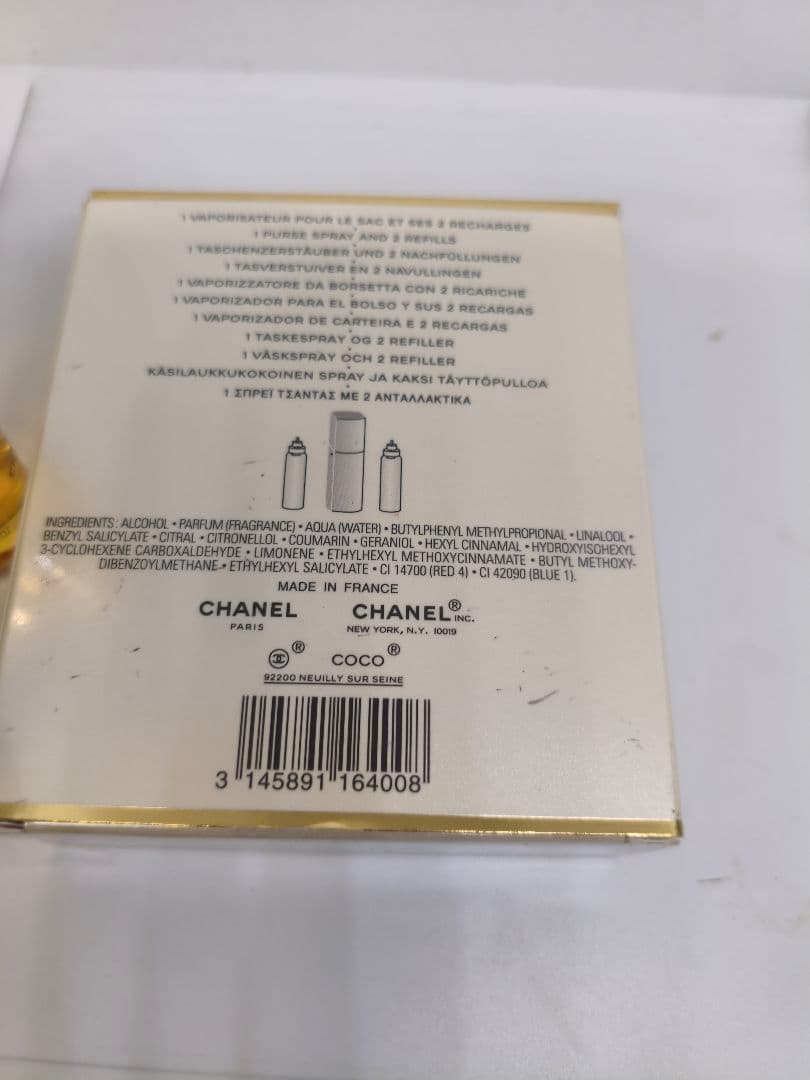 1 VAPORISATEUR POUR LE SAC ET SES 2 RECHARGES
1 PURSE SPRAY AND 2 REFILLS
1 TASCHENZERSTÄUBER UND 2 NACHFÜLLUNGEN
1 TASVERSTUIVER EN 2 NAVULLINGEN
1 VAPORIZZATORE DA BORSETTA CON 2 RICARICHE
1 VAPORIZADOR PARA EL BOLSO Y SUS 2 RECARGAS
1 VAPORIZADOR DE CARTEIRA E 2 RECARGAS
1 TASKESPRAY OG 2 REFILLER
1 VÄSKSPRAY OCH 2 REFILLER
KÄSILAUKKUKOKOINEN SPRAY JA KAKSI TÄYTTÖPULLOA
1 ΣΠΡΕΪ ΤΣΑΝΤΑΣ ΜΕ 2 ΑΝΤΑΛΛΑΚΤΙΚΑ
INGREDIENTS: ALCOHOL • PARFUM (FRAGRANCE) • AQUA (WATER) • BUTYLPHENYL METHYLPROPIONAL • LINALOOL •
BENZYL SALICYLATE • CITRAL • CITRONELLOL • COUMARIN • GERANIOL • HEXYL CINNAMAL • HYDROXYISOHEXYL
3-CYCLOHEXENE CARBOXALDEHYDE • LIMONENE • ETHYLHEXYL METHOXYCINNAMATE • BUTYL METHOXY-
DIBENZOYLMETHANE • ETHYLHEXYL SALICYLATE • CI 14700 (RED 4) • CI 42090 (BLUE 1).
MADE IN FRANCE
CHANEL CHANEL® INC.
PARIS NEW YORK, N.Y. 10019
® COCO®
92200 NEUILLY SUR SEINE
3 145891 164008